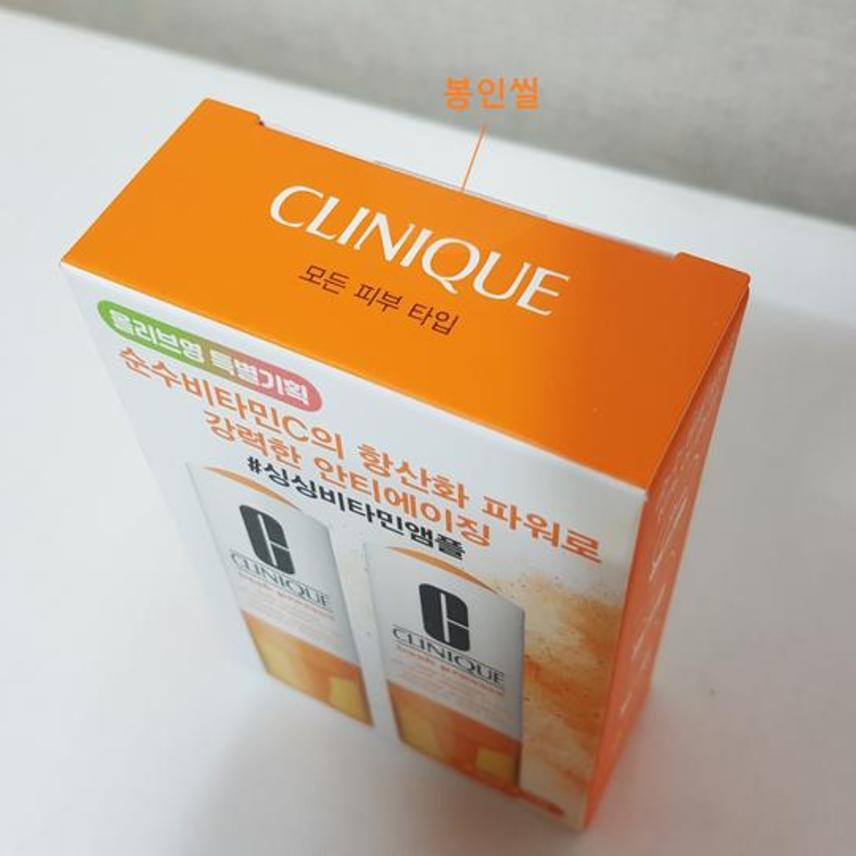 봉인씰
CLINIQUE
모든 피부 타입
올리브영 특별기획
순수비타민C의 항산화 파워로
강력한 안티에이징
#싱싱비타민앰플
C
CLINIQUE
C
CLINIQUE
fresh pressed